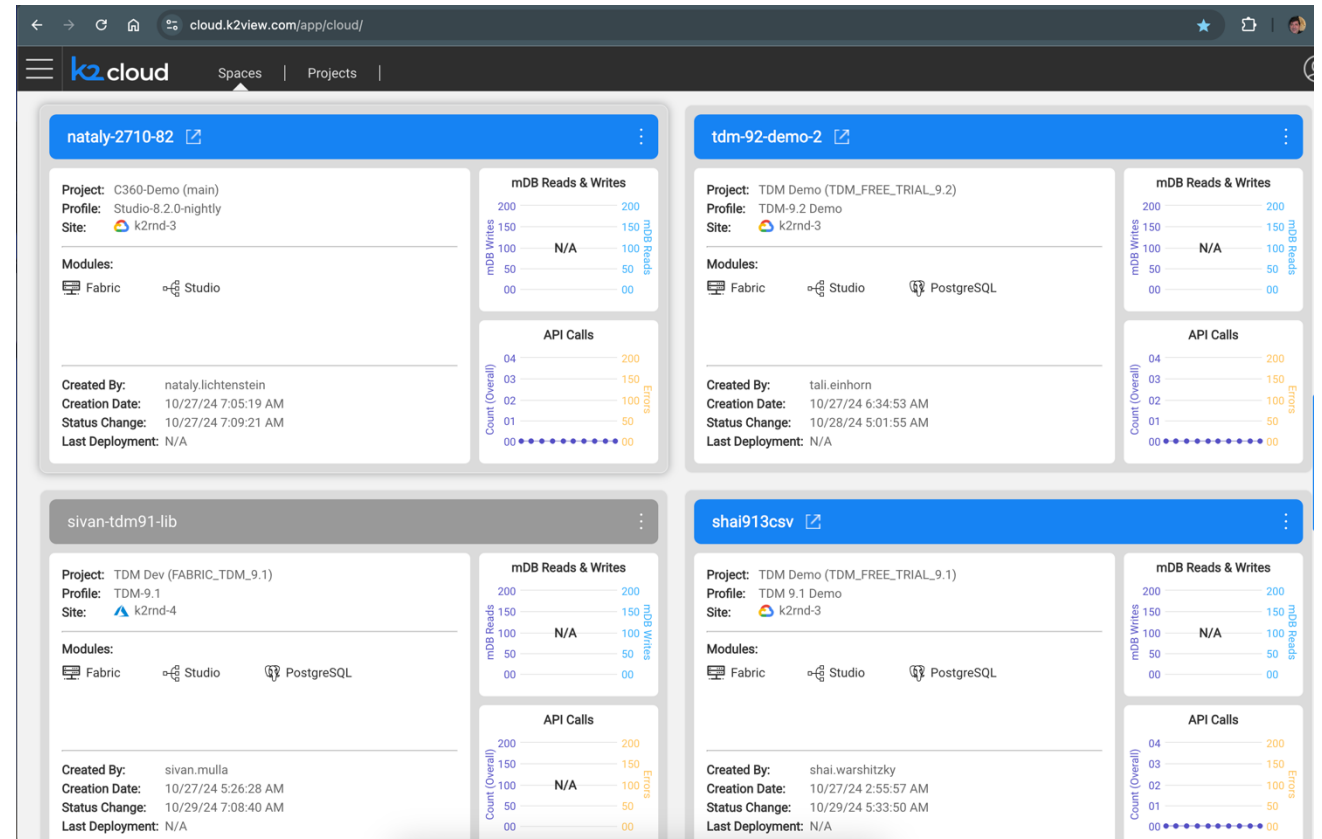 cloud.k2view.com/app/cloud/
k2cloud Spaces | Projects |
nataly-2710-82
Project: C360-Demo (main)
Profile: Studio-8.2.0-nightly
Site: k2rnd-3
Modules:
Fabric Studio
Created By: nataly.lichtenstein
Creation Date: 10/27/24 7:05:19 AM
Status Change: 10/27/24 7:09:21 AM
Last Deployment: N/A
mDB Reads & Writes
mDB Writes
mDB Reads
200 200
150 150
100 N/A 100
50 50
00 00
API Calls
Count (Overall)
Errors
04 200
03 150
02 100
01 50
00 00
tdm-92-demo-2
Project: TDM Demo (TDM_FREE_TRIAL_9.2)
Profile: TDM-9.2 Demo
Site: k2rnd-3
Modules:
Fabric Studio PostgreSQL
Created By: tali.einhorn
Creation Date: 10/27/24 6:34:53 AM
Status Change: 10/28/24 5:01:55 AM
Last Deployment: N/A
mDB Reads & Writes
mDB Writes
mDB Reads
200 200
150 150
100 N/A 100
50 50
00 00
API Calls
Count (Overall)
Errors
04 200
03 150
02 100
01 50
00 00
sivan-tdm91-lib
Project: TDM Dev (FABRIC_TDM_9.1)
Profile: TDM-9.1
Site: k2rnd-4
Modules:
Fabric Studio PostgreSQL
Created By: sivan.mulla
Creation Date: 10/27/24 5:26:28 AM
Status Change: 10/29/24 7:08:40 AM
Last Deployment: N/A
mDB Reads & Writes
mDB Reads
mDB Writes
200 200
150 150
100 N/A 100
50 50
00 00
API Calls
Count (Overall)
Errors
200 200
150 150
100 N/A 100
50 50
00 00
shai913csv
Project: TDM Demo (TDM_FREE_TRIAL_9.1)
Profile: TDM 9.1 Demo
Site: k2rnd-3
Modules:
Fabric Studio PostgreSQL
Created By: shai.warshitzky
Creation Date: 10/27/24 2:55:57 AM
Status Change: 10/29/24 5:33:50 AM
Last Deployment: N/A
mDB Reads & Writes
mDB Writes
mDB Reads
200 200
150 150
100 N/A 100
50 50
00 00
API Calls
Count (Overall)
Errors
04 200
03 150
02 100
01 50
00 00